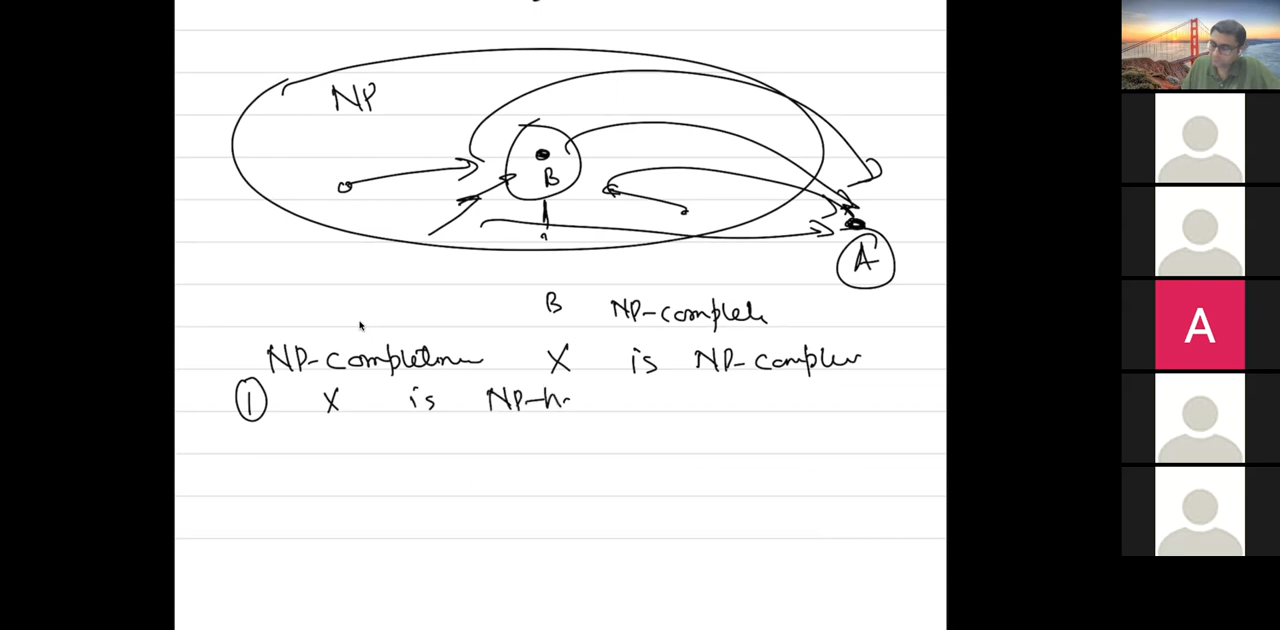 NP
B
A
B NP-complete
NP-completeness X is NP-complete
① X is NP-h
A